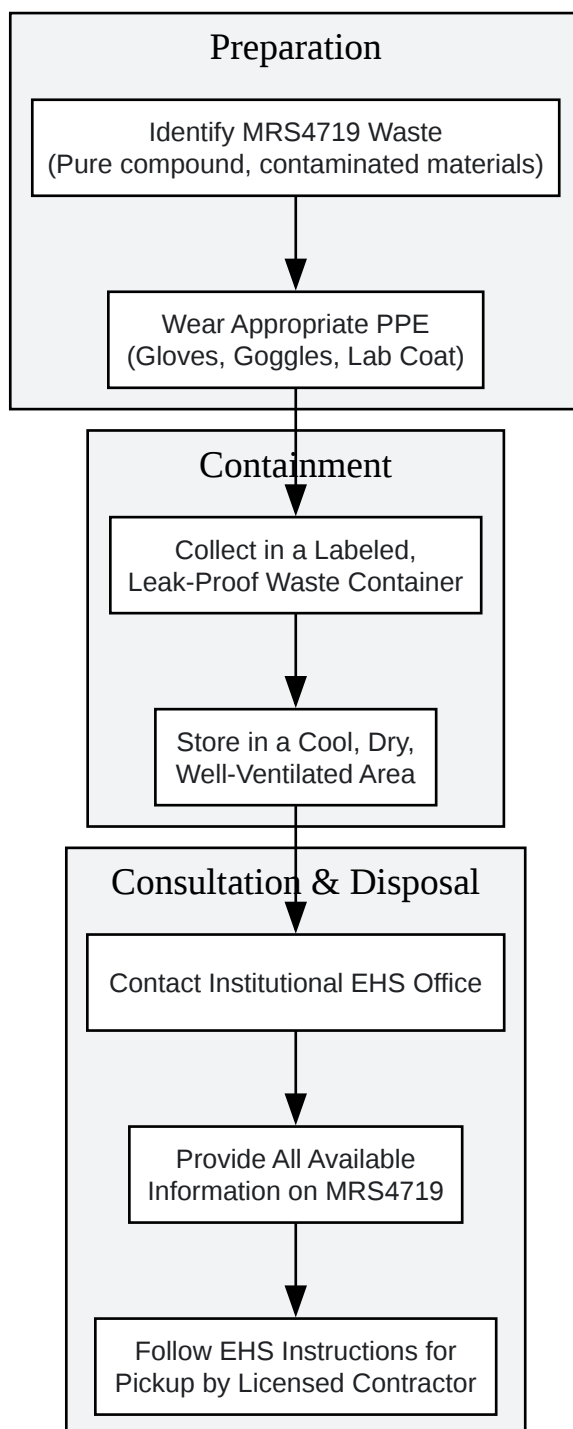 Preparation
Identify MRS4719 Waste
(Pure compound, contaminated materials)
Wear Appropriate PPE
(Gloves, Goggles, Lab Coat)
Containment
Collect in a Labeled,
Leak-Proof Waste Container
Store in a Cool, Dry,
Well-Ventilated Area
Consultation & Disposal
Contact Institutional EHS Office
Provide All Available
Information on MRS4719
Follow EHS Instructions for
Pickup by Licensed Contractor